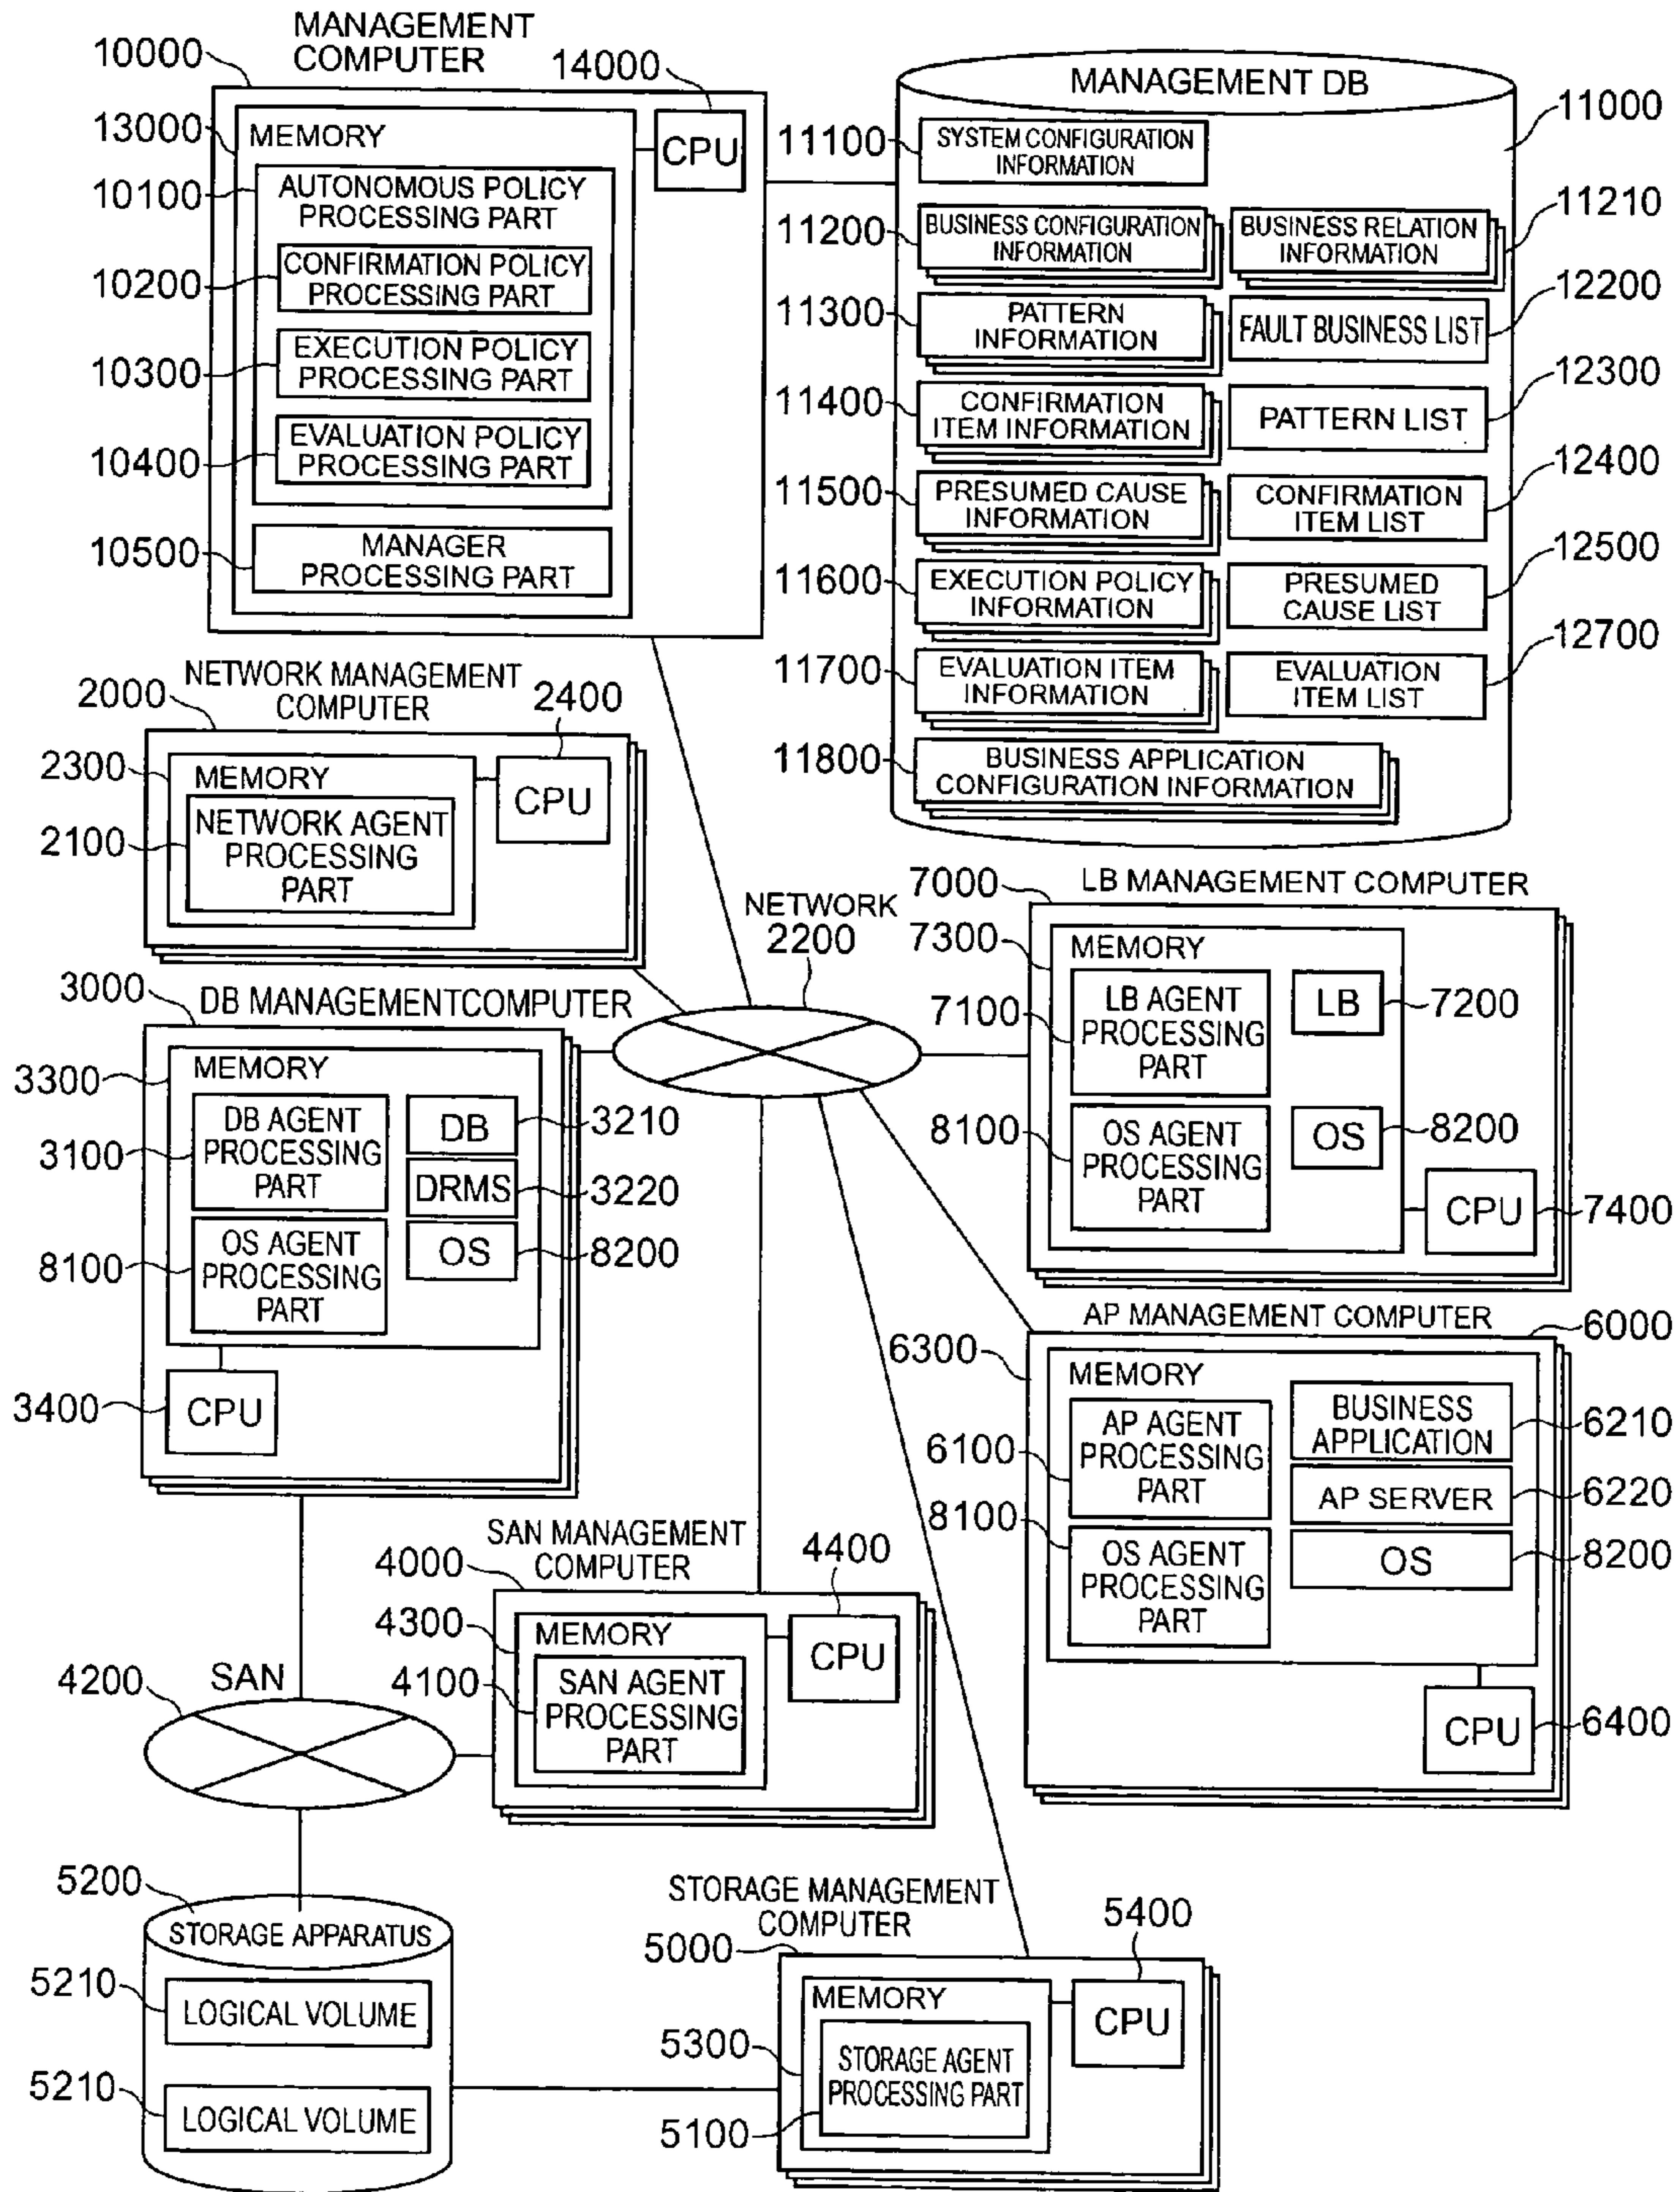 MANAGEMENT
COMPUTER
10000
14000
13000
MEMORY
CPU
10100
AUTONOMOUS POLICY
PROCESSING PART
10200
CONFIRMATION POLICY
PROCESSING PART
10300
EXECUTION POLICY
PROCESSING PART
10400
EVALUATION POLICY
PROCESSING PART
10500
MANAGER
PROCESSING PART
MANAGEMENT DB
11000
11100
SYSTEM CONFIGURATION
INFORMATION
11200
BUSINESS CONFIGURATION
INFORMATION
BUSINESS RELATION
INFORMATION
11210
11300
PATTERN
INFORMATION
FAULT BUSINESS LIST
12200
11400
CONFIRMATION
ITEM INFORMATION
PATTERN LIST
12300
11500
PRESUMED CAUSE
INFORMATION
CONFIRMATION
ITEM LIST
12400
11600
EXECUTION POLICY
INFORMATION
PRESUMED
CAUSE LIST
12500
11700
EVALUATION ITEM
INFORMATION
EVALUATION
ITEM LIST
12700
11800
BUSINESS APPLICATION
CONFIGURATION INFORMATION
NETWORK MANAGEMENT
COMPUTER
2000
2400
2300
MEMORY
CPU
2100
NETWORK AGENT
PROCESSING
PART
NETWORK
2200
3000
DB MANAGEMENTCOMPUTER
3300
MEMORY
3100
DB AGENT
PROCESSING
PART
DB
3210
DRMS
3220
8100
OS AGENT
PROCESSING
PART
OS
8200
3400
CPU
7000
LB MANAGEMENT COMPUTER
7300
MEMORY
7100
LB AGENT
PROCESSING
PART
LB
7200
8100
OS AGENT
PROCESSING
PART
OS
8200
CPU
7400
AP MANAGEMENT COMPUTER
6000
6300
MEMORY
6100
AP AGENT
PROCESSING
PART
BUSINESS
APPLICATION
6210
AP SERVER
6220
8100
OS AGENT
PROCESSING
PART
OS
8200
CPU
6400
SAN MANAGEMENT
COMPUTER
4000
4400
4300
MEMORY
CPU
4100
SAN AGENT
PROCESSING
PART
SAN
4200
5200
STORAGE APPARATUS
5210
LOGICAL VOLUME
5210
LOGICAL VOLUME
STORAGE MANAGEMENT
COMPUTER
5000
5400
MEMORY
CPU
5300
STORAGE AGENT
PROCESSING PART
5100